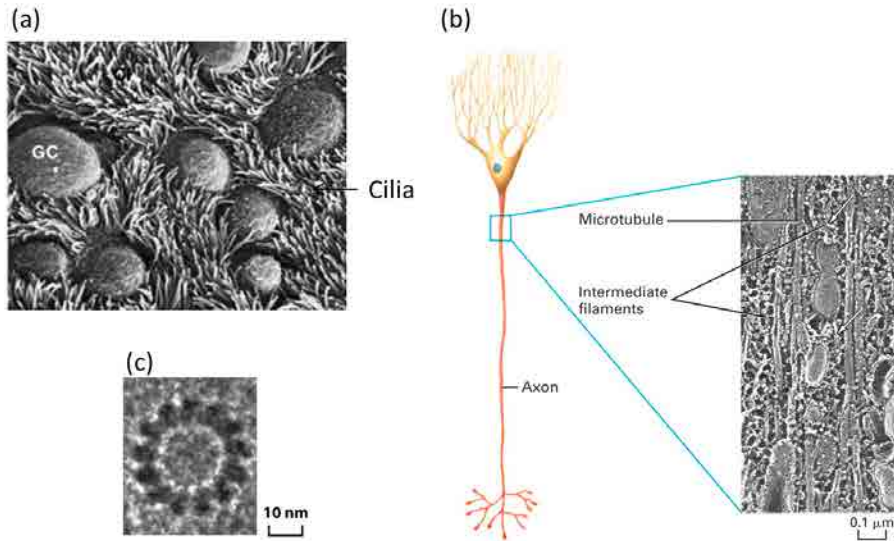 (a)
GC
Cilia
(b)
Microtubule
Intermediate
filaments
Axon
0.1 μm
(c)
10 nm